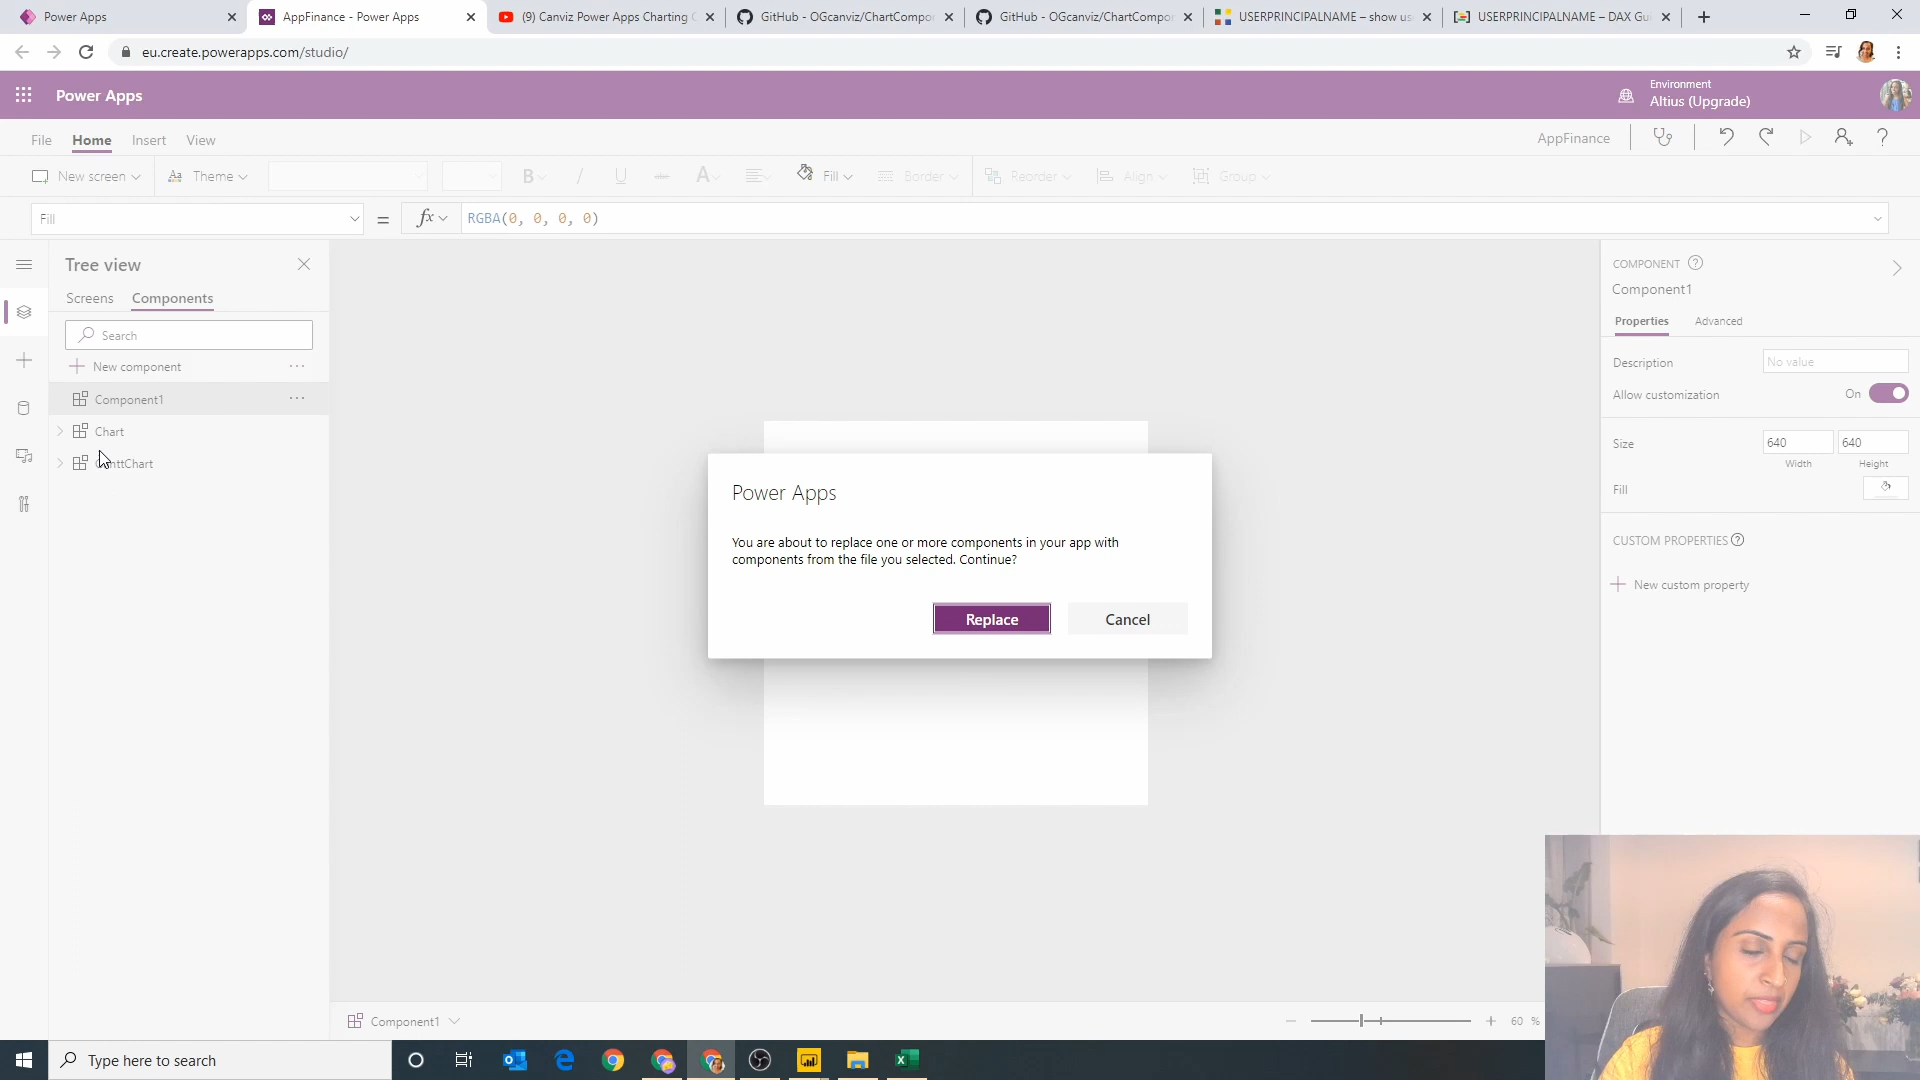 Power Apps
AppFinance - Power Apps
(9) Canviz Power Apps Charting
GitHub - OGcanviz/ChartCompo
GitHub - OGcanviz/ChartCompo
USERPRINCIPALNAME – show us
USERPRINCIPALNAME – DAX Gu
eu.create.powerapps.com/studio/
Power Apps
Environment
Altius (Upgrade)
File
Home
Insert
View
AppFinance
New screen
Theme
Fill
Border
Reorder
Align
Group
Fill
=
fx
RGBA(0, 0, 0, 0)
Tree view
Screens
Components
Search
New component
Component1
Chart
Power Apps
You are about to replace one or more components in your app with
components from the file you selected. Continue?
Replace
Cancel
COMPONENT
Component1
Properties
Advanced
Description
No value
Allow customization
On
Size
640
640
Width
Height
Fill
CUSTOM PROPERTIES
New custom property
Component1
60 %
Type here to search